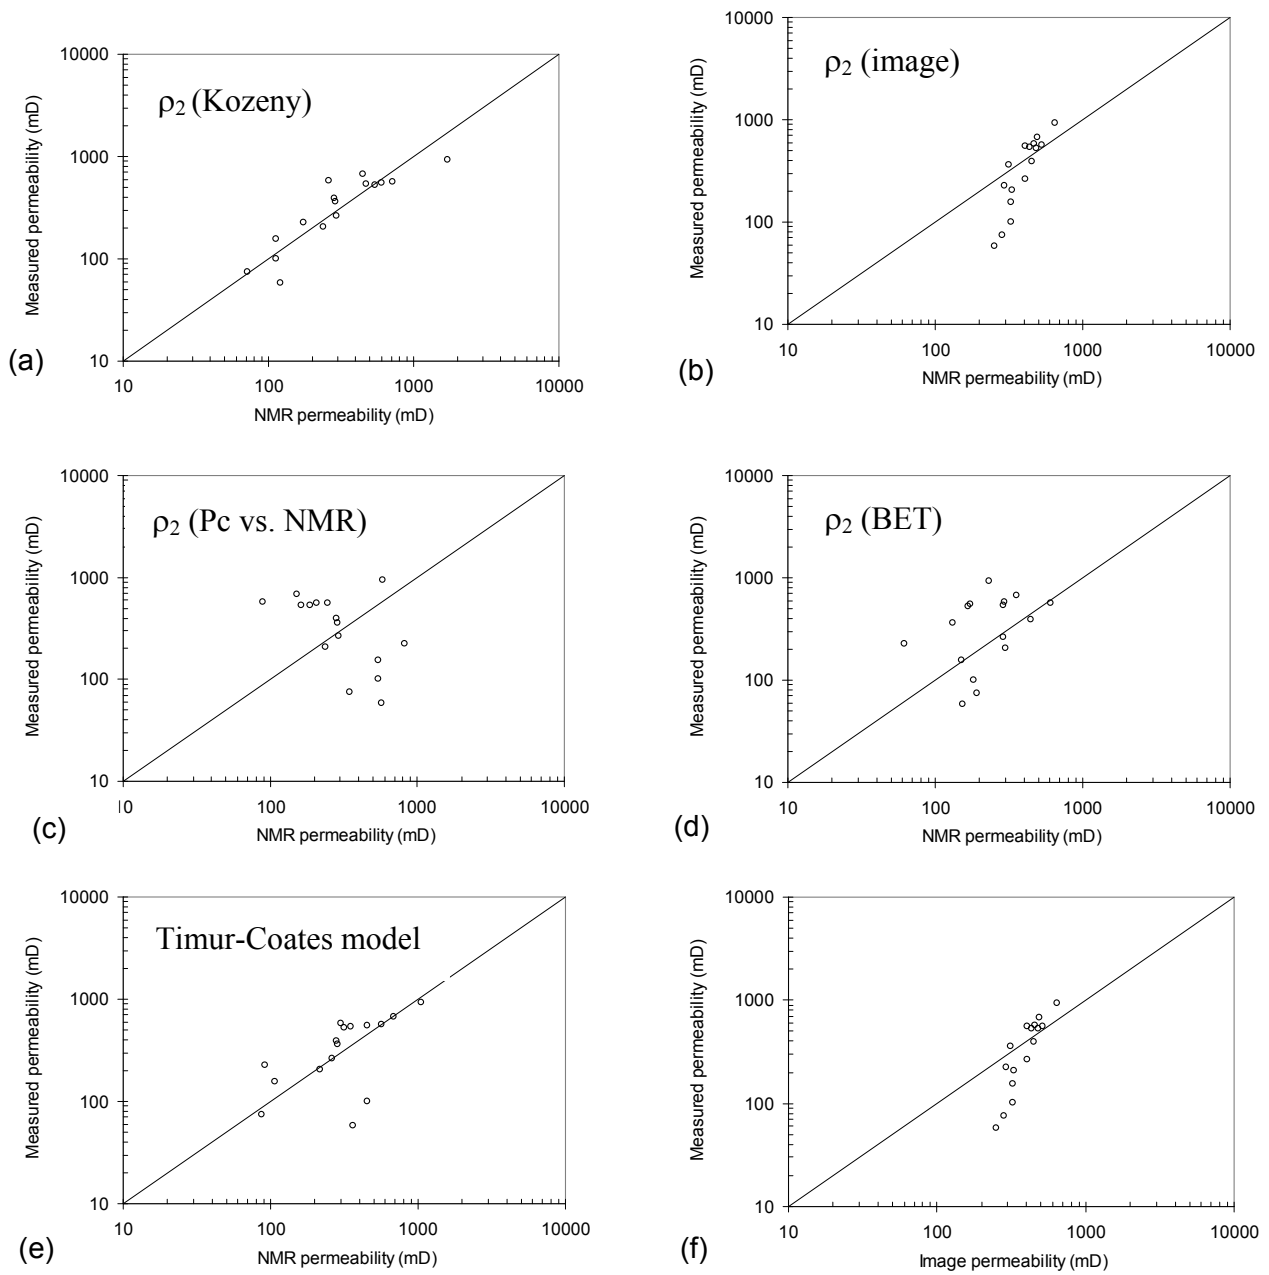 10000
1000
100
10
Measured permeability (mD)
ρ2 (Kozeny)
10 100 1000 10000
NMR permeability (mD)
(a)
10000
1000
100
10
Measured permeability (mD)
ρ2 (image)
10 100 1000 10000
NMR permeability (mD)
(b)
10000
1000
100
10
Measured permeability (mD)
ρ2 (Pc vs. NMR)
10 100 1000 10000
NMR permeability (mD)
(c)
10000
1000
100
10
Measured permeability (mD)
ρ2 (BET)
10 100 1000 10000
NMR permeability (mD)
(d)
10000
1000
100
10
Measured permeability (mD)
Timur-Coates model
10 100 1000 10000
NMR permeability (mD)
(e)
10000
1000
100
10
Measured permeability (mD)
10 100 1000 10000
Image permeability (mD)
(f)